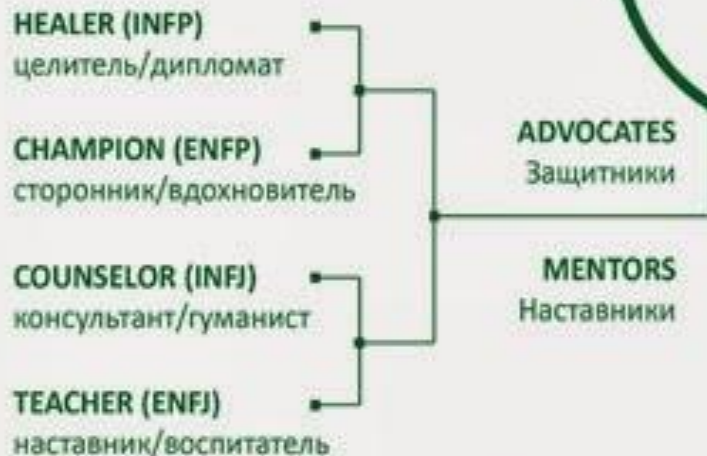 HEALER (INFP)
целитель/дипломат
CHAMPION (ENFP)
сторонник/вдохновитель
ADVOCATES
Защитники
COUNSELOR (INFJ)
консультант/гуманист
MENTORS
Наставники
TEACHER (ENFJ)
наставник/воспитатель